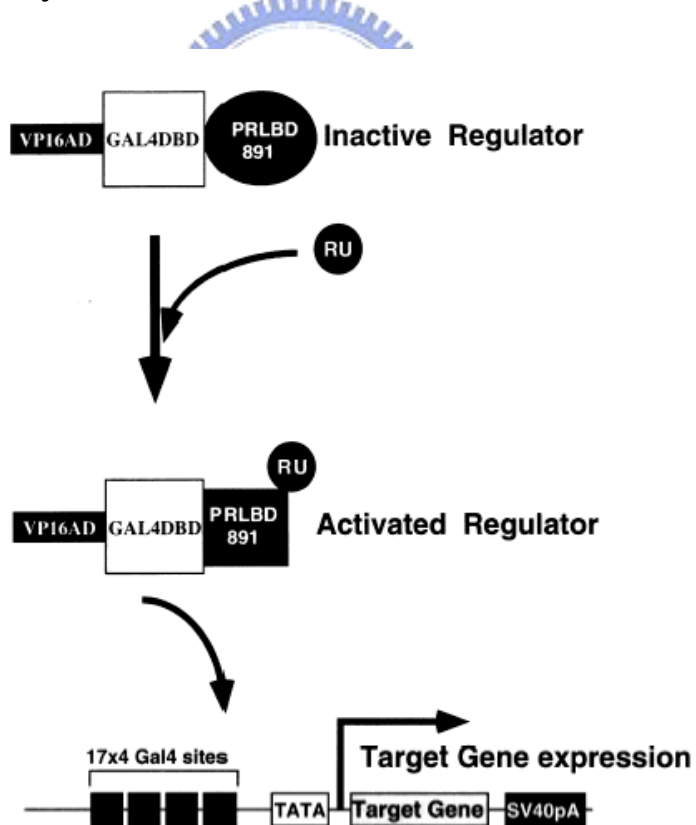 VP16AD GAL4DBD PRLBD
891
Inactive Regulator
RU
RU
VP16AD GAL4DBD PRLBD
891
Activated Regulator
17x4 Gal4 sites
Target Gene expression
TATA Target Gene SV40pA